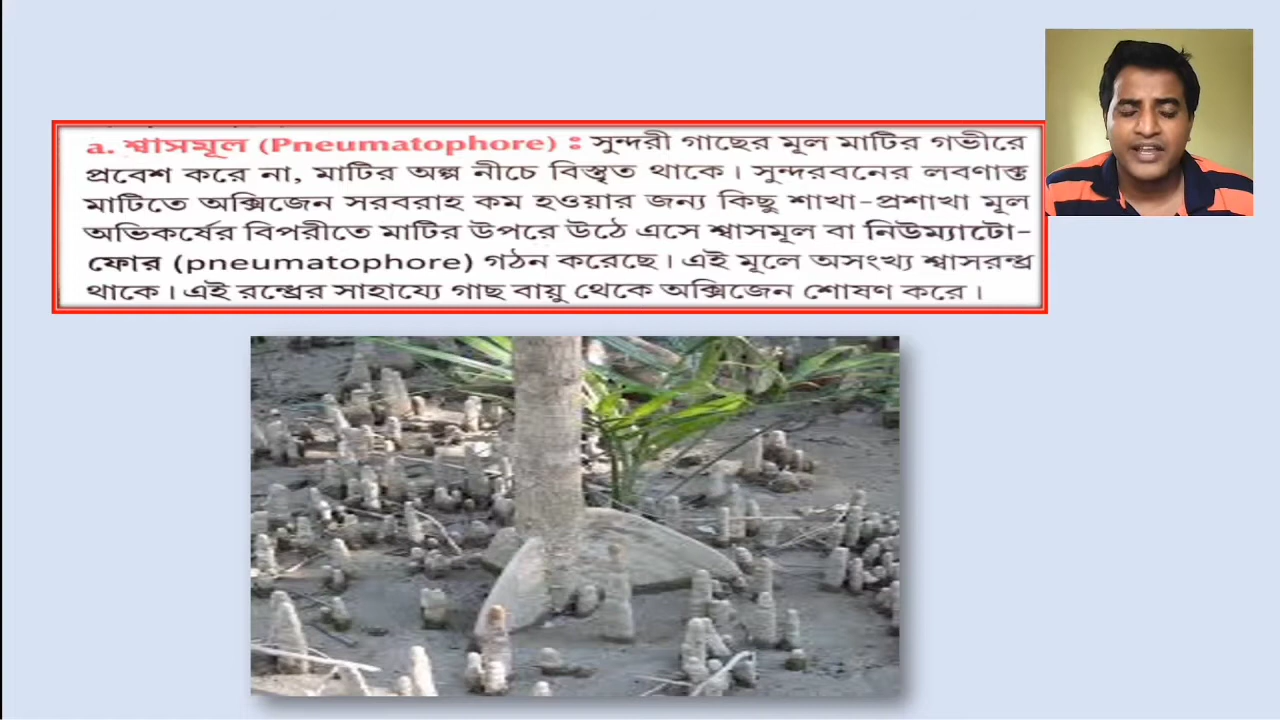 a. শ্বাসমূল (Pneumatophore) : সুন্দরী গাছের মূল মাটির গভীরে
প্রবেশ করে না, মাটির অল্প নীচে বিস্তৃত থাকে। সুন্দরবনের লবণাক্ত
মাটিতে অক্সিজেন সরবরাহ কম হওয়ার জন্য কিছু শাখা-প্রশাখা মূল
অভিকর্ষের বিপরীতে মাটির উপরে উঠে এসে শ্বাসমূল বা নিউম্যাটো-
ফোর (pneumatophore) গঠন করেছে। এই মূলে অসংখ্য শ্বাসরন্ধ্র
থাকে। এই রন্ধ্রের সাহায্যে গাছ বায়ু থেকে অক্সিজেন শোষণ করে।